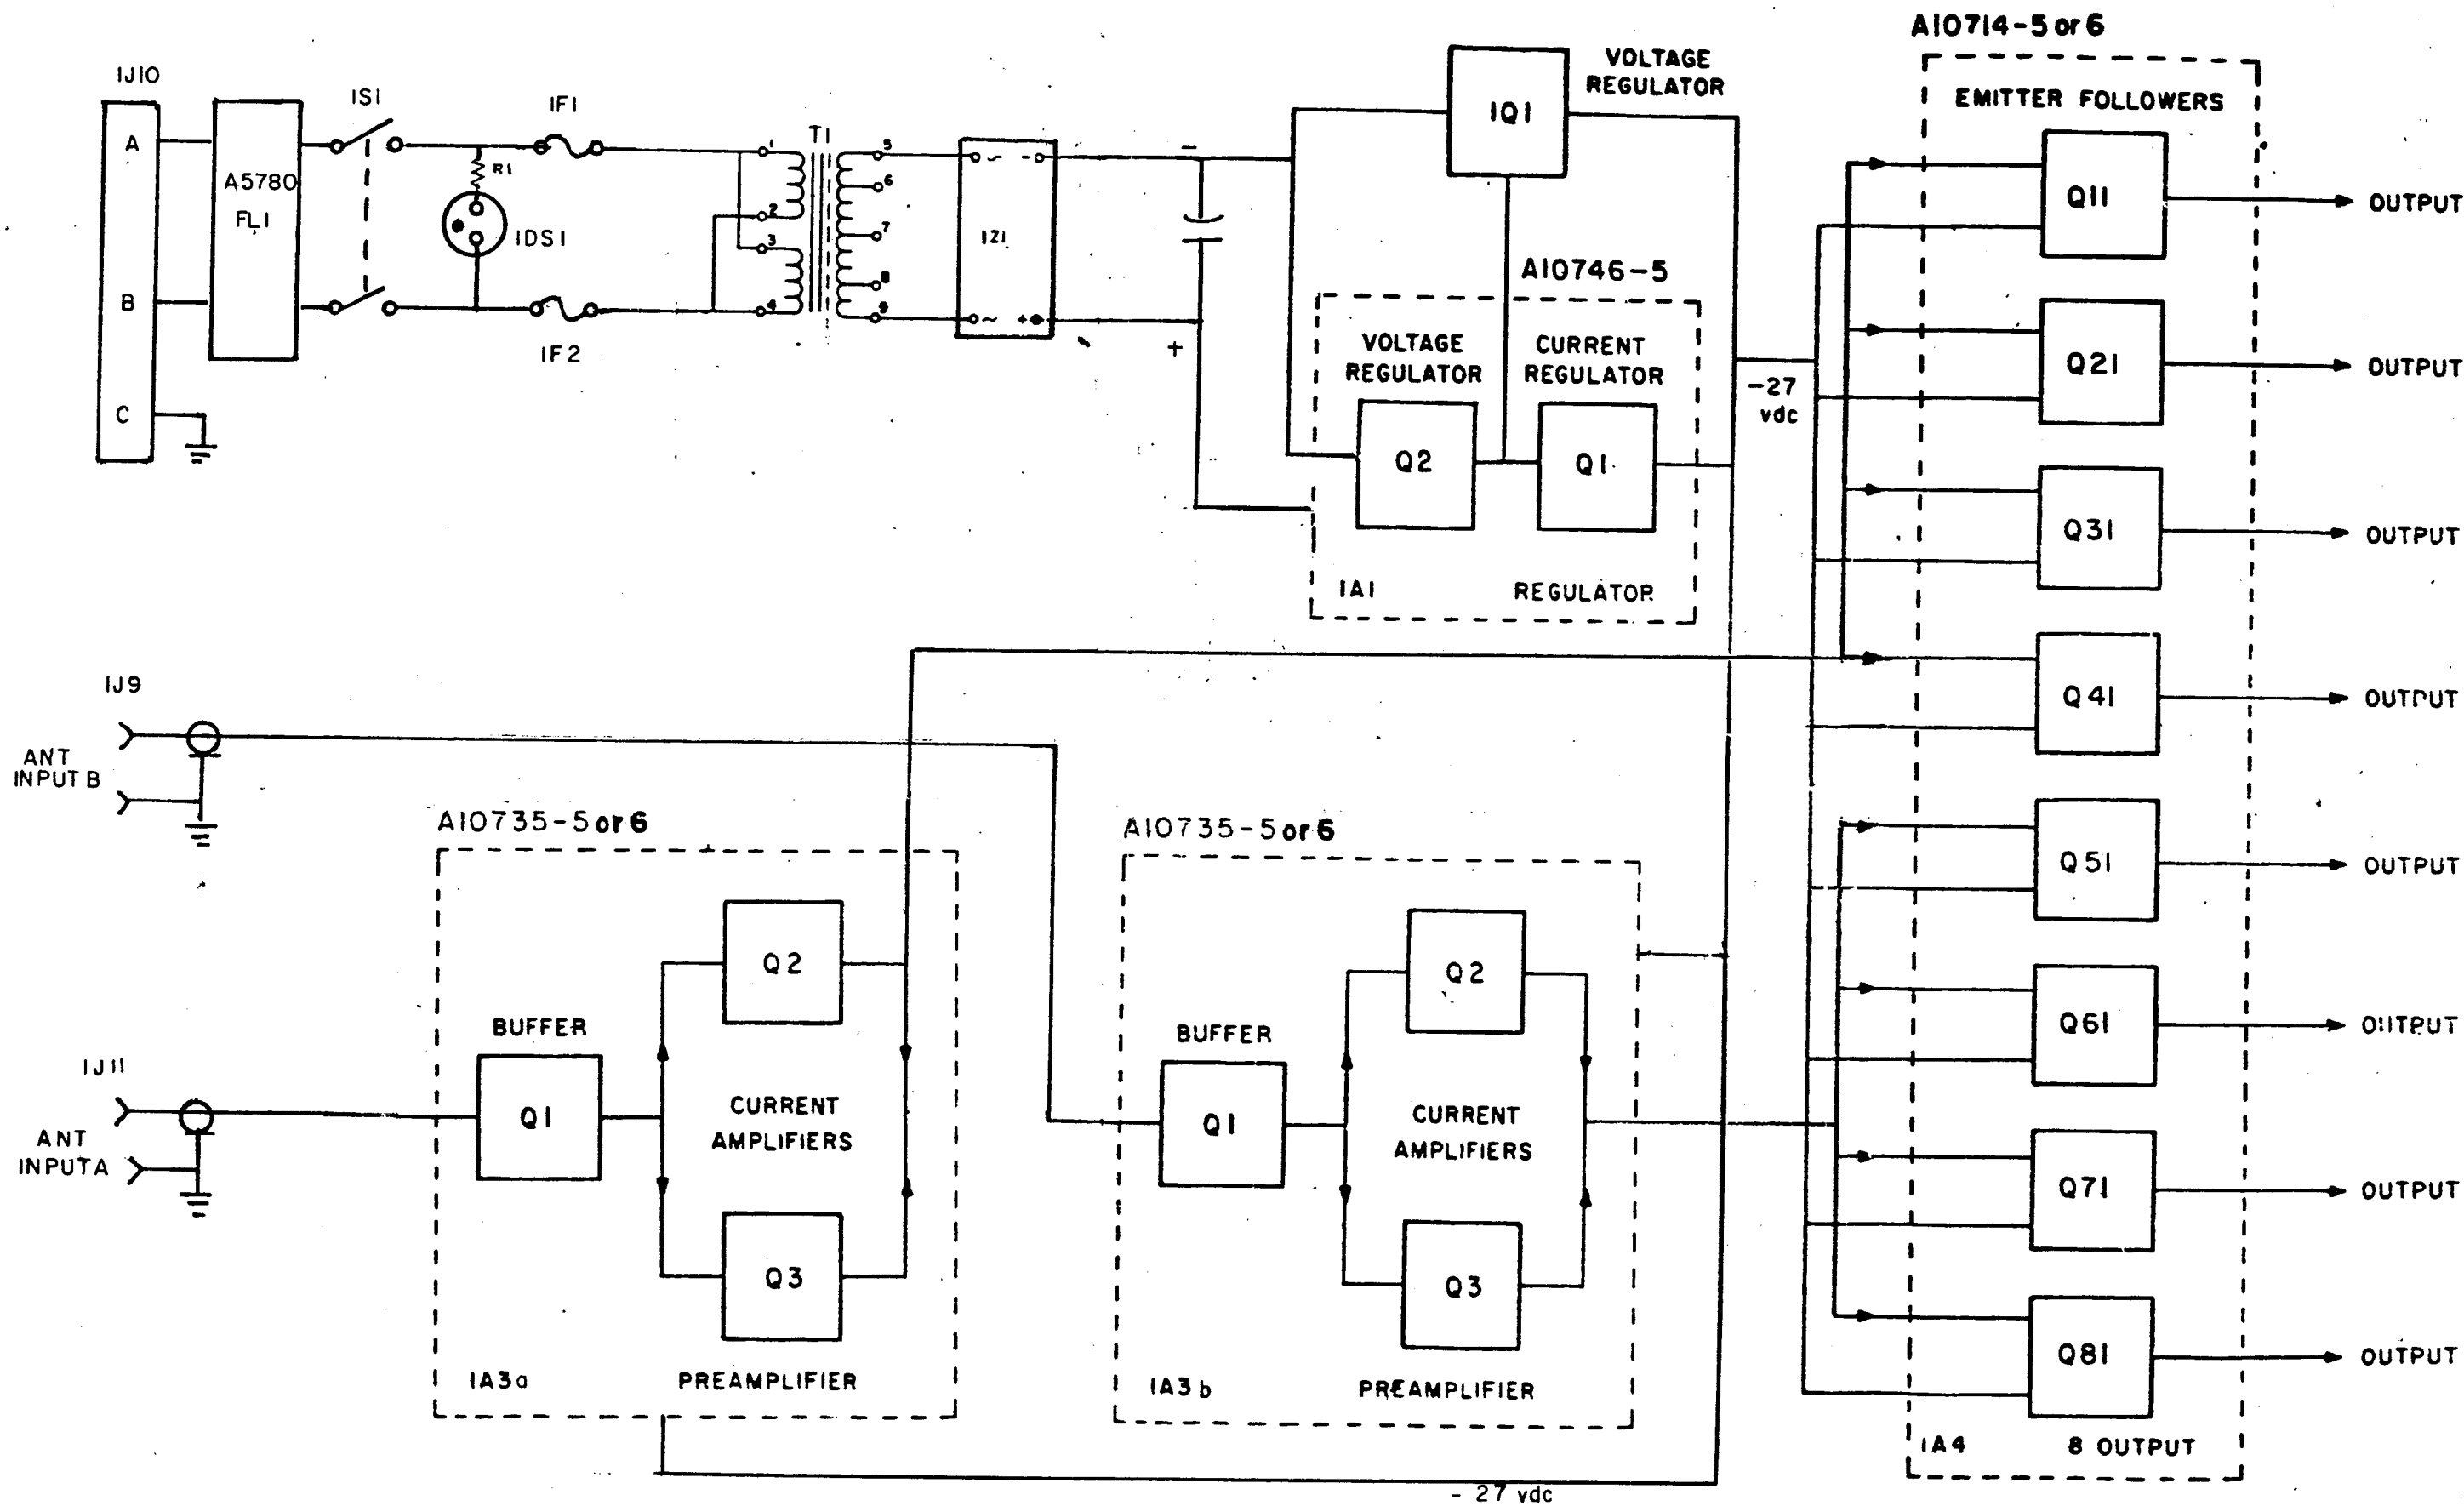 A10714-5 or 6
EMITTER FOLLOWERS
1J10
A
B
C
A5780
FL1
1S1
1F1
R1
1DS1
1F2
T1
1
2
3
4
5
6
7
8
9
~ -
1Z1
~ +
-
+
1Q1
VOLTAGE
REGULATOR
A10746-5
VOLTAGE
REGULATOR
CURRENT
REGULATOR
Q2
Q1
1A1
REGULATOR
-27
vdc
Q11
OUTPUT
Q21
OUTPUT
Q31
OUTPUT
Q41
OUTPUT
Q51
OUTPUT
Q61
OUTPUT
Q71
OUTPUT
Q81
OUTPUT
1A4
8 OUTPUT
1J9
ANT
INPUT B
1J11
ANT
INPUT A
A10735-5 or 6
BUFFER
Q1
Q2
CURRENT
AMPLIFIERS
Q3
1A3a
PREAMPLIFIER
A10735-5 or 6
BUFFER
Q1
Q2
CURRENT
AMPLIFIERS
Q3
1A3b
PREAMPLIFIER
- 27 vdc